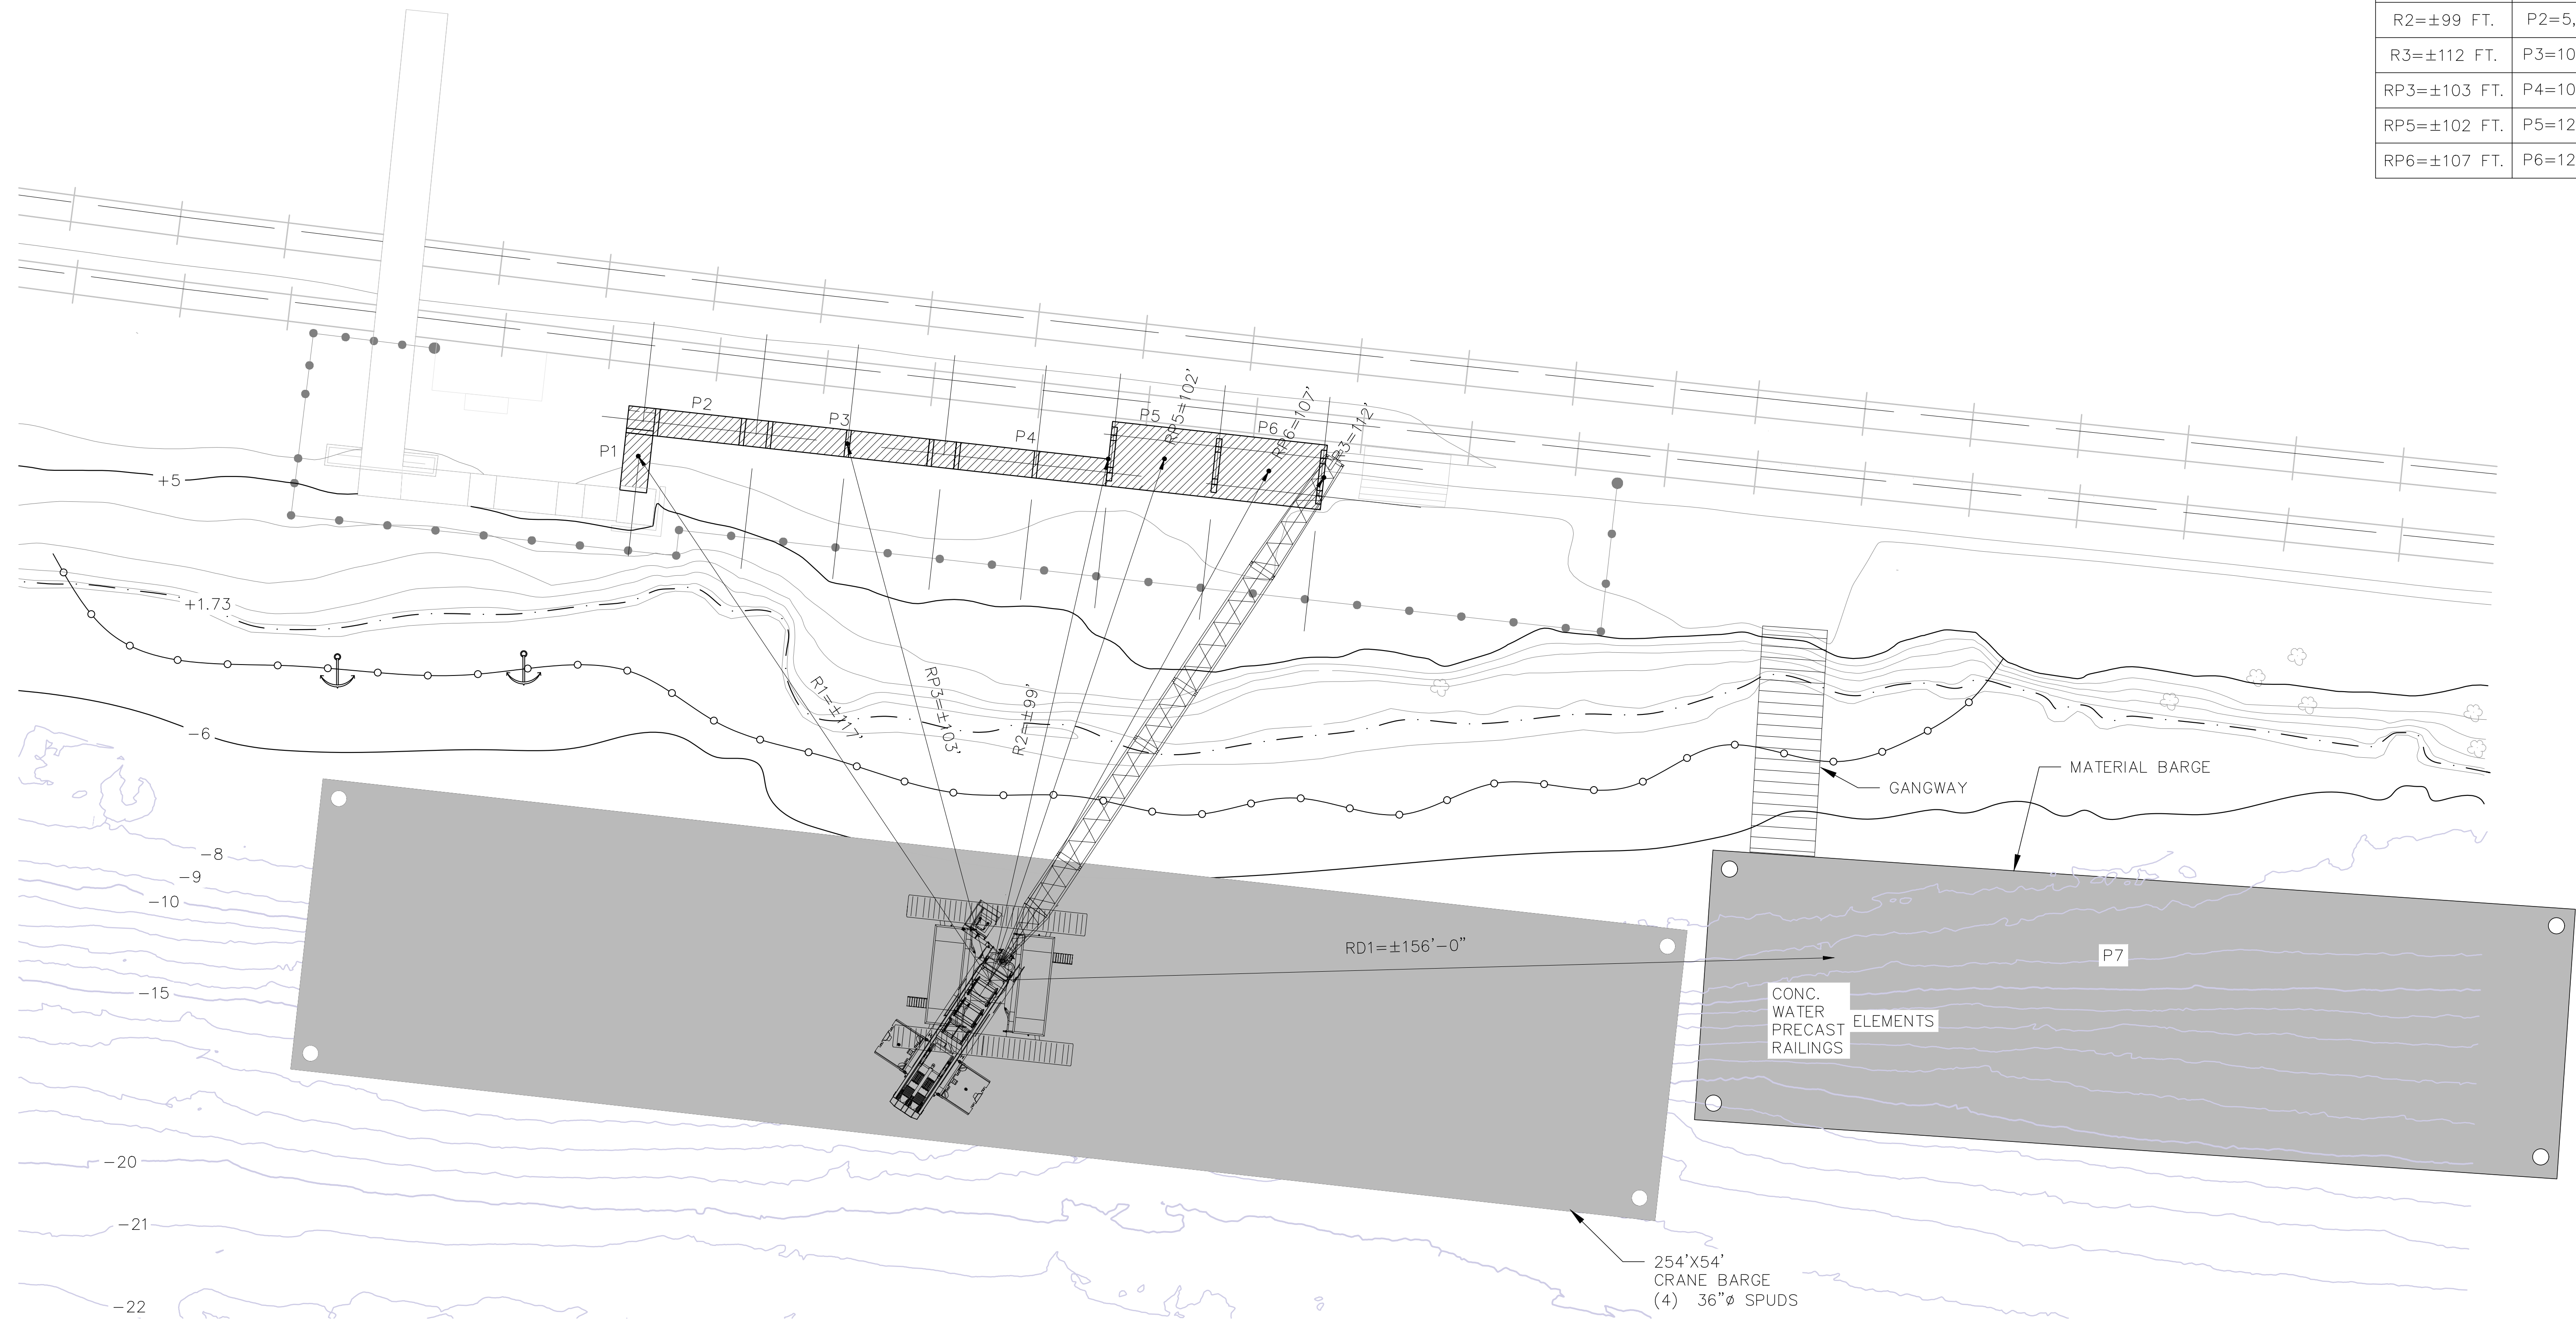 R2=±99 FT. P2=5,
R3=±112 FT. P3=10
RP3=±103 FT. P4=10
RP5=±102 FT. P5=12
RP6=±107 FT. P6=12
P1
P2
P3
P4
P5
P6
RP5=102'
RP6=107'
R3=112'
+5
+1.73
R1=±117'
RP3=±103'
R2=±99'
-6
-8
-9
-10
-15
-20
-21
-22
GANGWAY
MATERIAL BARGE
RD1=±156'-0"
P7
CONC.
WATER
PRECAST ELEMENTS
RAILINGS
254'X54'
CRANE BARGE
(4) 36"ø SPUDS